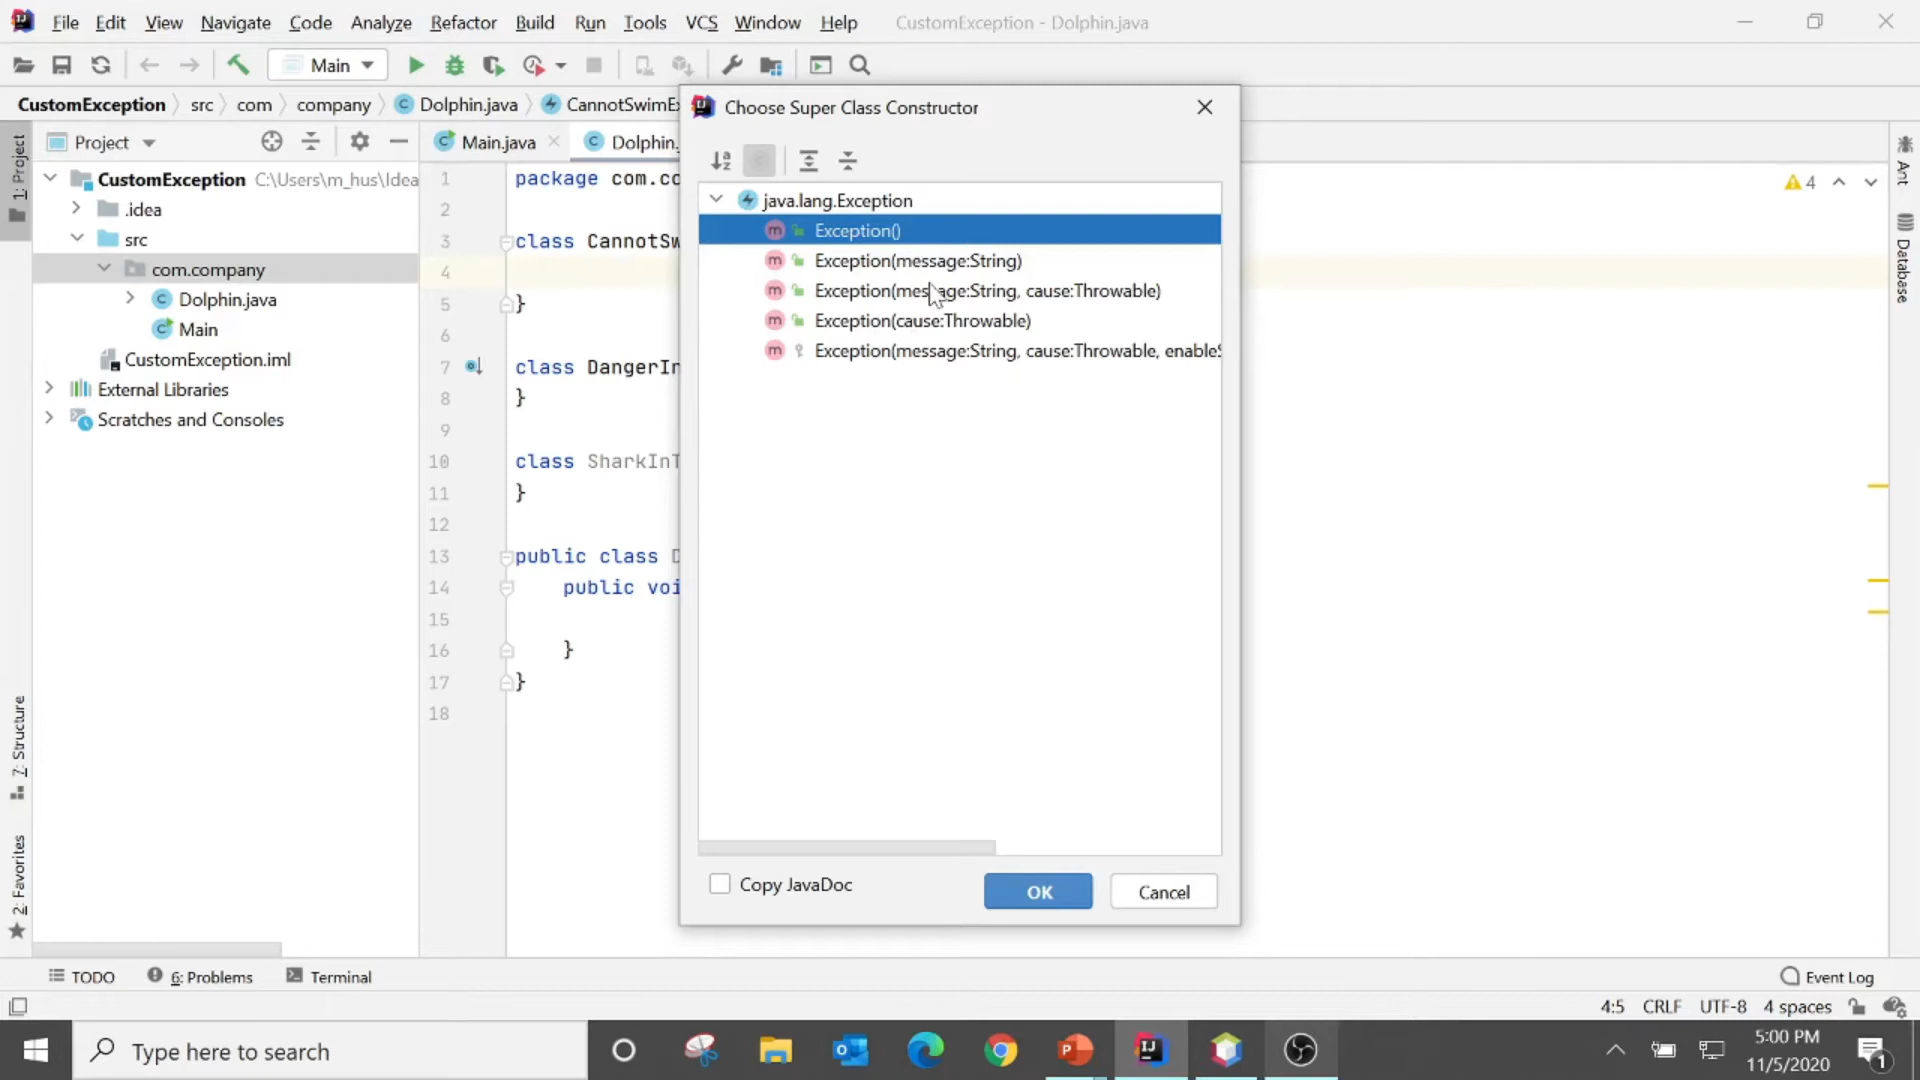 File Edit View Navigate Code Analyze Refactor Build Run Tools VCS Window Help CustomException - Dolphin.java
Main
CustomException src com company Dolphin.java CannotSwimEx
Choose Super Class Constructor
1: Project
Project
Main.java
Dolphin.
CustomException C:\Users\m_hus\Idea
.idea
src
com.company
Dolphin.java
Main
CustomException.iml
External Libraries
Scratches and Consoles
1 package com.co
2
3 class CannotSw
4
5 }
6
7 class DangerIn
8 }
9
10 class SharkInT
11 }
12
13 public class D
14 public voi
15
16 }
17 }
18
java.lang.Exception
Exception()
Exception(message:String)
Exception(message:String, cause:Throwable)
Exception(cause:Throwable)
Exception(message:String, cause:Throwable, enableS
Copy JavaDoc
OK
Cancel
4
Ant
Database
7: Structure
2: Favorites
TODO 6: Problems Terminal Event Log
4:5 CRLF UTF-8 4 spaces
Type here to search
5:00 PM
11/5/2020
1